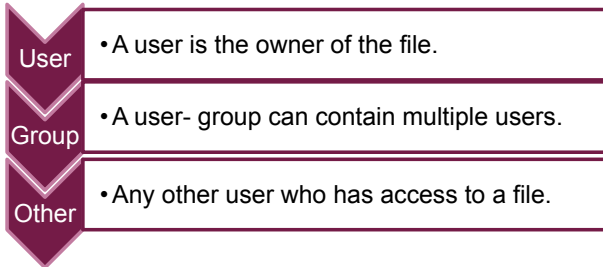 User
• A user is the owner of the file.
Group
• A user- group can contain multiple users.
Other
• Any other user who has access to a file.